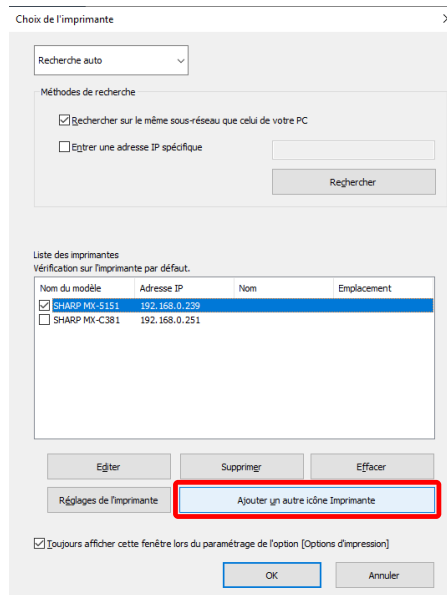 Choix de l'imprimante
Recherche auto
Méthodes de recherche
Rechercher sur le même sous-réseau que celui de votre PC
Entrer une adresse IP spécifique
Reghercher
Liste des imprimantes
Vérification sur l'imprimante par défaut.
Nom du modèle Adresse IP Nom Emplacement
SHARP MX-5151 192.168.0.239
SHARP MX-C381 192.168.0.251
Editer Supprimer Effacer
Réglages de l'imprimante Ajouter un autre icône Imprimante
Toujours afficher cette fenêtre lors du paramétrage de l'option [Options d'impression]
OK Annuler